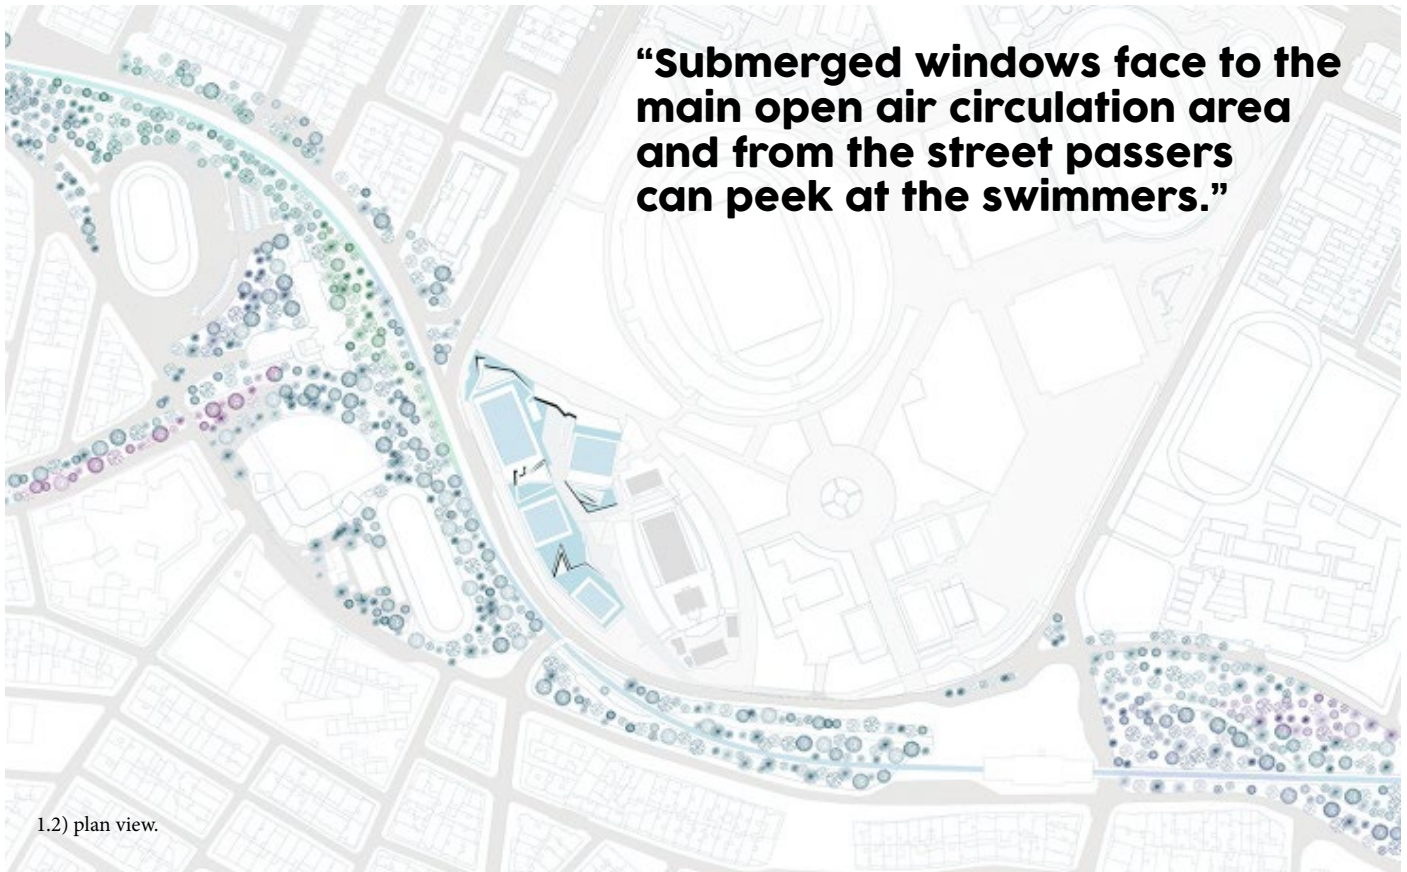 “Submerged windows face to the
main open air circulation area
and from the street passers
can peek at the swimmers.”
1.2) plan view.